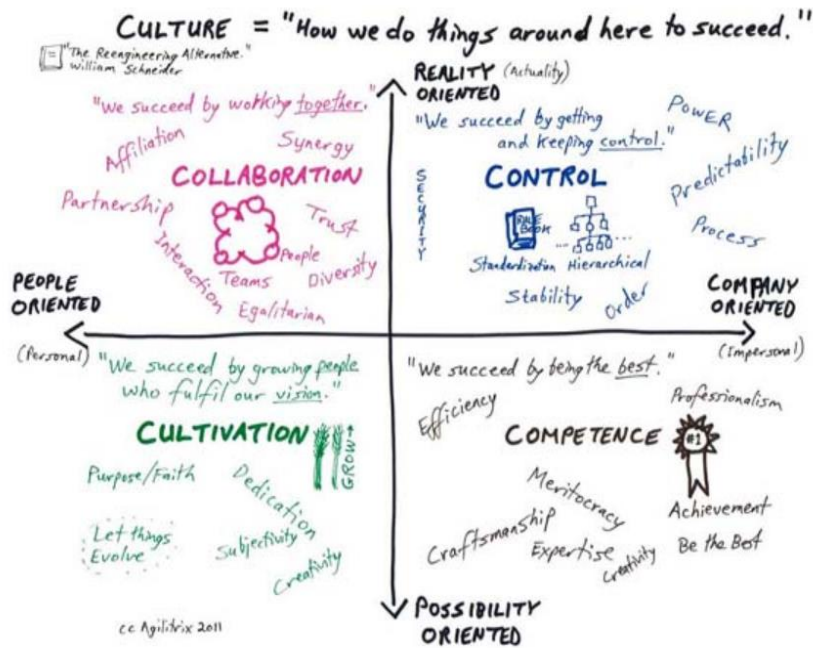 CULTURE = "How we do things around here to succeed."
"The Reengineering Alternative."
William Schneider
REALITY (Actuality)
ORIENTED
"We succeed by working together."
Affiliation
Synergy
COLLABORATION
Partnership
Trust
Interaction
People
Teams
Diversity
Egalitarian
"We succeed by getting
and keeping control."
POWER
SECURITY
CONTROL
Predictability
RULE
BOOK
Process
Standardization
Hierarchical
Stability
Order
PEOPLE
ORIENTED
(Personal)
COMPANY
ORIENTED
(Impersonal)
"We succeed by growing people
who fulfil our vision."
CULTIVATION
GROW
Purpose/Faith
Dedication
Let things
Evolve
Subjectivity
Creativity
"We succeed by being the best."
Efficiency
Professionalism
COMPETENCE
#1
Meritocracy
Achievement
Craftsmanship
Expertise
Creativity
Be the Best
POSSIBILITY
ORIENTED
cc Agilitrix 2011